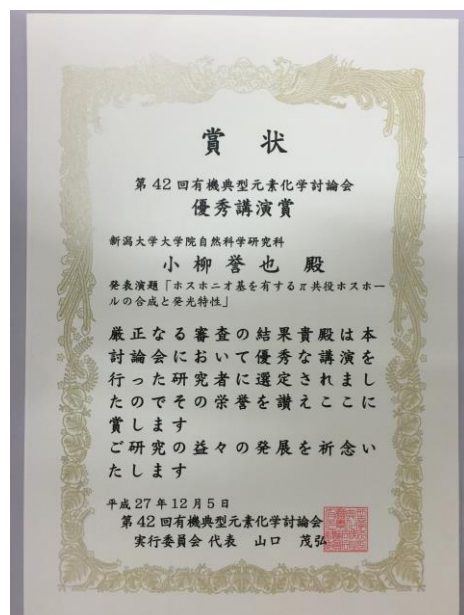 賞 状
第42回有機典型元素化学討論会
優秀講演賞
新潟大学大学院自然科学研究科
小柳誉也 殿
発表演題「ホスホニオ基を有するπ共役ホスホー
ルの合成と発光特性」
厳正なる審査の結果貴殿は本
討論会において優秀な講演を
行った研究者に選定されまし
たのでその栄誉を讃えここに
賞します
ご研究の益々の発展を祈念い
たします
平成27年12月5日
第42回有機典型元素化学討論会
実行委員会 代表 山口 茂弘